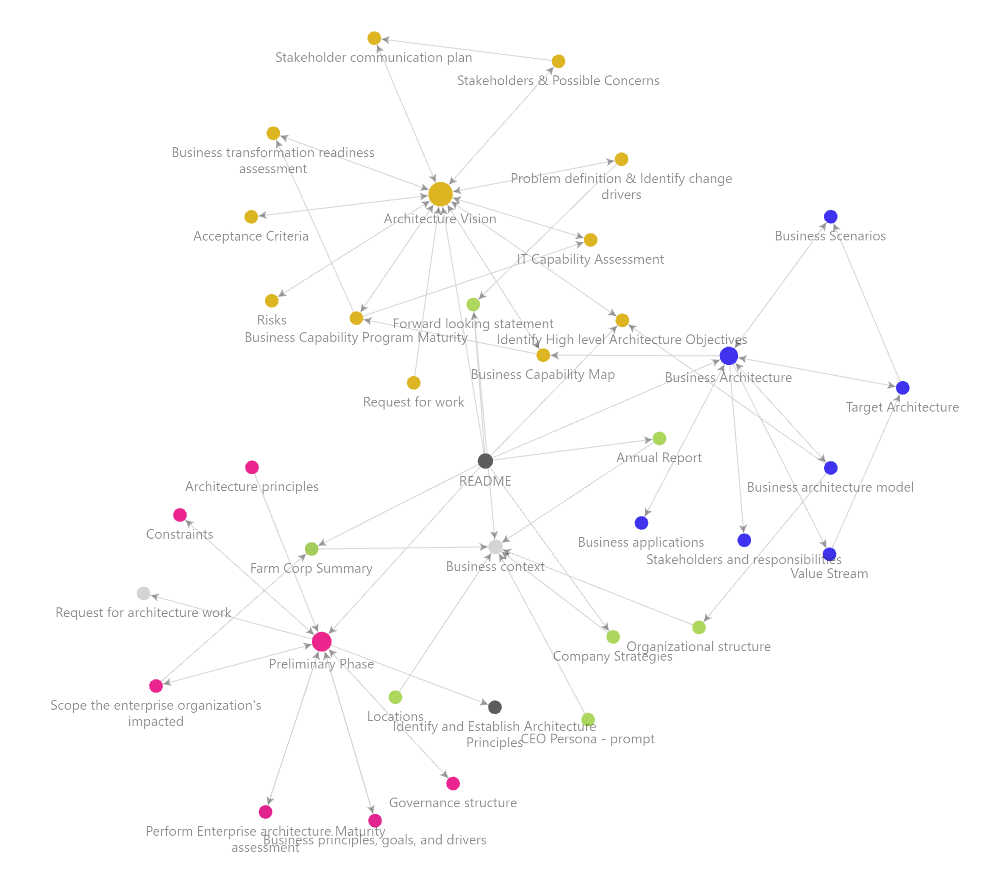 Stakeholder communication plan
Stakeholders & Possible Concerns
Business transformation readiness
assessment
Problem definition & Identify change
drivers
Architecture Vision
Acceptance Criteria
Business Scenarios
IT Capability Assessment
Risks
Forward looking statement
Business Capability Program Maturity
Identify High level Architecture Objectives
Business Capability Map
Business Architecture
Request for work
Target Architecture
Annual Report
README
Architecture principles
Business architecture model
Constraints
Business applications
Stakeholders and responsibilities
Farm Corp Summary
Business context
Value Stream
Request for architecture work
Organizational structure
Company Strategies
Preliminary Phase
Scope the enterprise organization's
impacted
Locations
Identify and Establish Architecture
Principles
CEO Persona - prompt
Governance structure
Perform Enterprise architecture Maturity
assessment
Business principles, goals, and drivers